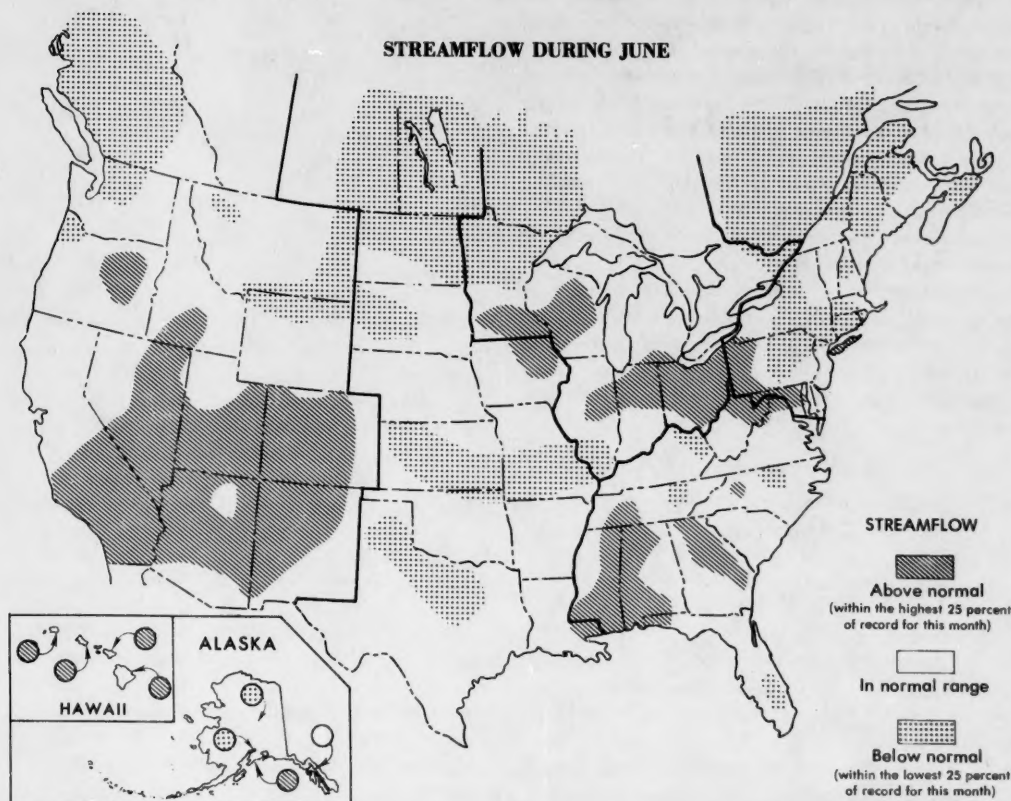 STREAMFLOW DURING JUNE
STREAMFLOW
Above normal
(within the highest 25 percent
of record for this month)
In normal range
Below normal
(within the lowest 25 percent
of record for this month)
HAWAII
ALASKA